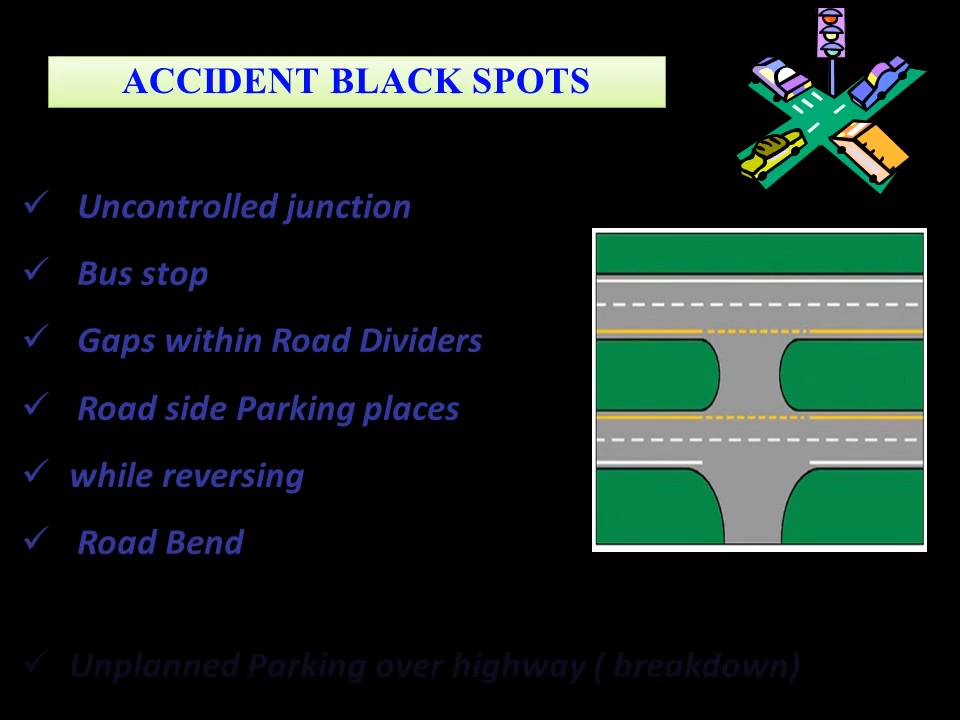 ACCIDENT BLACK SPOTS
✓ Uncontrolled junction
✓ Bus stop
✓ Gaps within Road Dividers
✓ Road side Parking places
✓ while reversing
✓ Road Bend
✓ Unplanned Parking over highway ( breakdown)